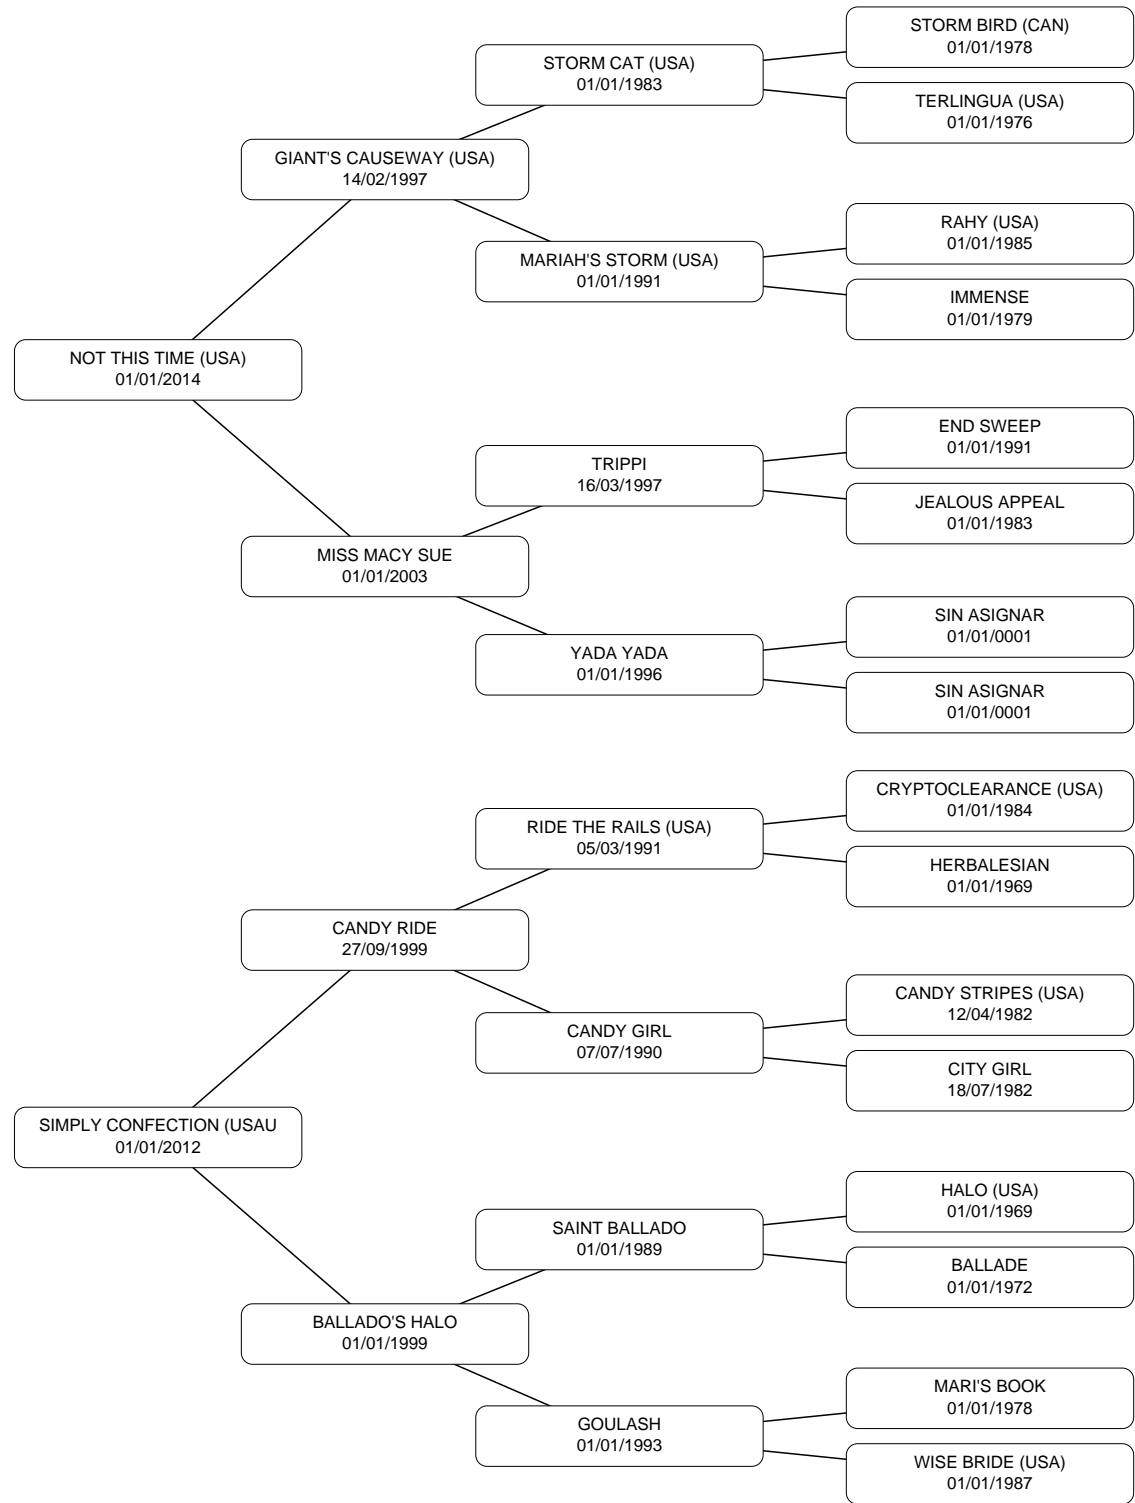 STORM BIRD (CAN)
01/01/1978
STORM CAT (USA)
01/01/1983
TERLINGUA (USA)
01/01/1976
GIANT'S CAUSEWAY (USA)
14/02/1997
RAHY (USA)
01/01/1985
MARIAH'S STORM (USA)
01/01/1991
IMMENSE
01/01/1979
NOT THIS TIME (USA)
01/01/2014
END SWEEP
01/01/1991
TRIPPI
16/03/1997
JEALOUS APPEAL
01/01/1983
MISS MACY SUE
01/01/2003
SIN ASIGNAR
01/01/0001
YADA YADA
01/01/1996
SIN ASIGNAR
01/01/0001
CRYPTOCLEARANCE (USA)
01/01/1984
RIDE THE RAILS (USA)
05/03/1991
HERBALESIAN
01/01/1969
CANDY RIDE
27/09/1999
CANDY STRIPES (USA)
12/04/1982
CANDY GIRL
07/07/1990
CITY GIRL
18/07/1982
SIMPLY CONFECTION (USAU
01/01/2012
HALO (USA)
01/01/1969
SAINT BALLADO
01/01/1989
BALLADE
01/01/1972
BALLADO'S HALO
01/01/1999
MARI'S BOOK
01/01/1978
GOULASH
01/01/1993
WISE BRIDE (USA)
01/01/1987